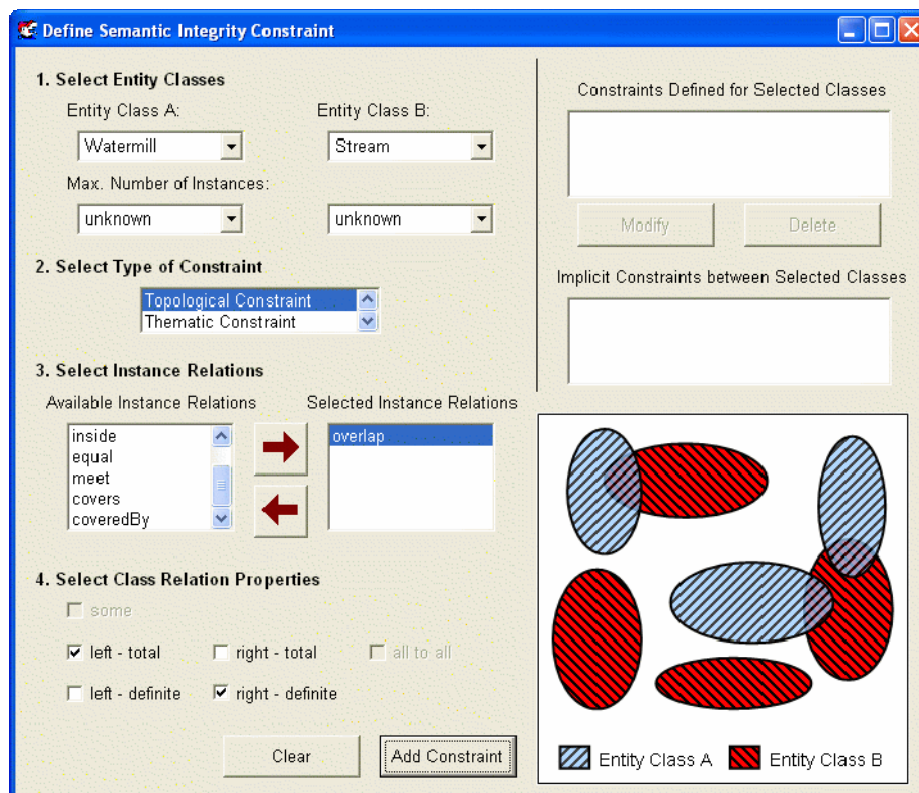 Define Semantic Integrity Constraint
1. Select Entity Classes
Entity Class A:
Entity Class B:
Watermill
Stream
Max. Number of Instances:
unknown
unknown
2. Select Type of Constraint
Topological Constraint
Thematic Constraint
3. Select Instance Relations
Available Instance Relations
Selected Instance Relations
inside
equal
meet
covers
coveredBy
overlap
4. Select Class Relation Properties
some
left - total
right - total
all to all
left - definite
right - definite
Clear
Add Constraint
Constraints Defined for Selected Classes
Modify
Delete
Implicit Constraints between Selected Classes
Entity Class A
Entity Class B